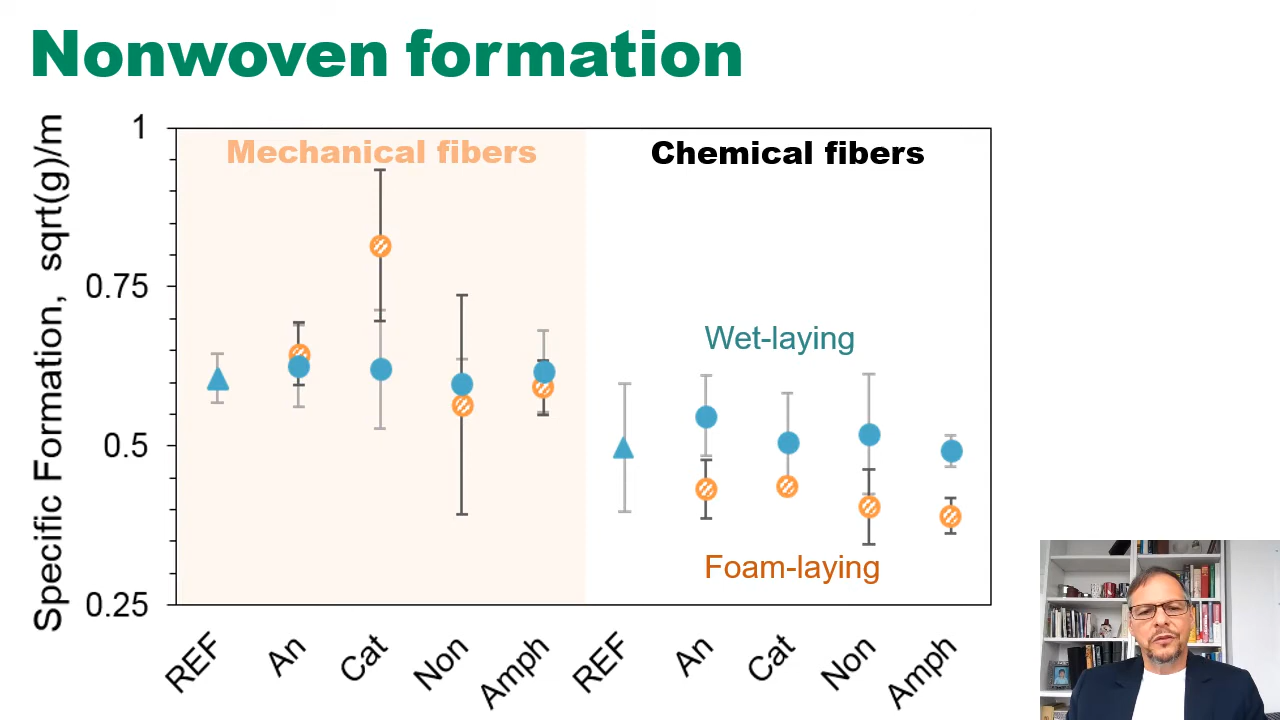 Nonwoven formation
Specific Formation, sqrt(g)/m
1
0.75
0.5
0.25
Mechanical fibers
Chemical fibers
Wet-laying
Foam-laying
REF
An
Cat
Non
Amph
REF
An
Cat
Non
Amph